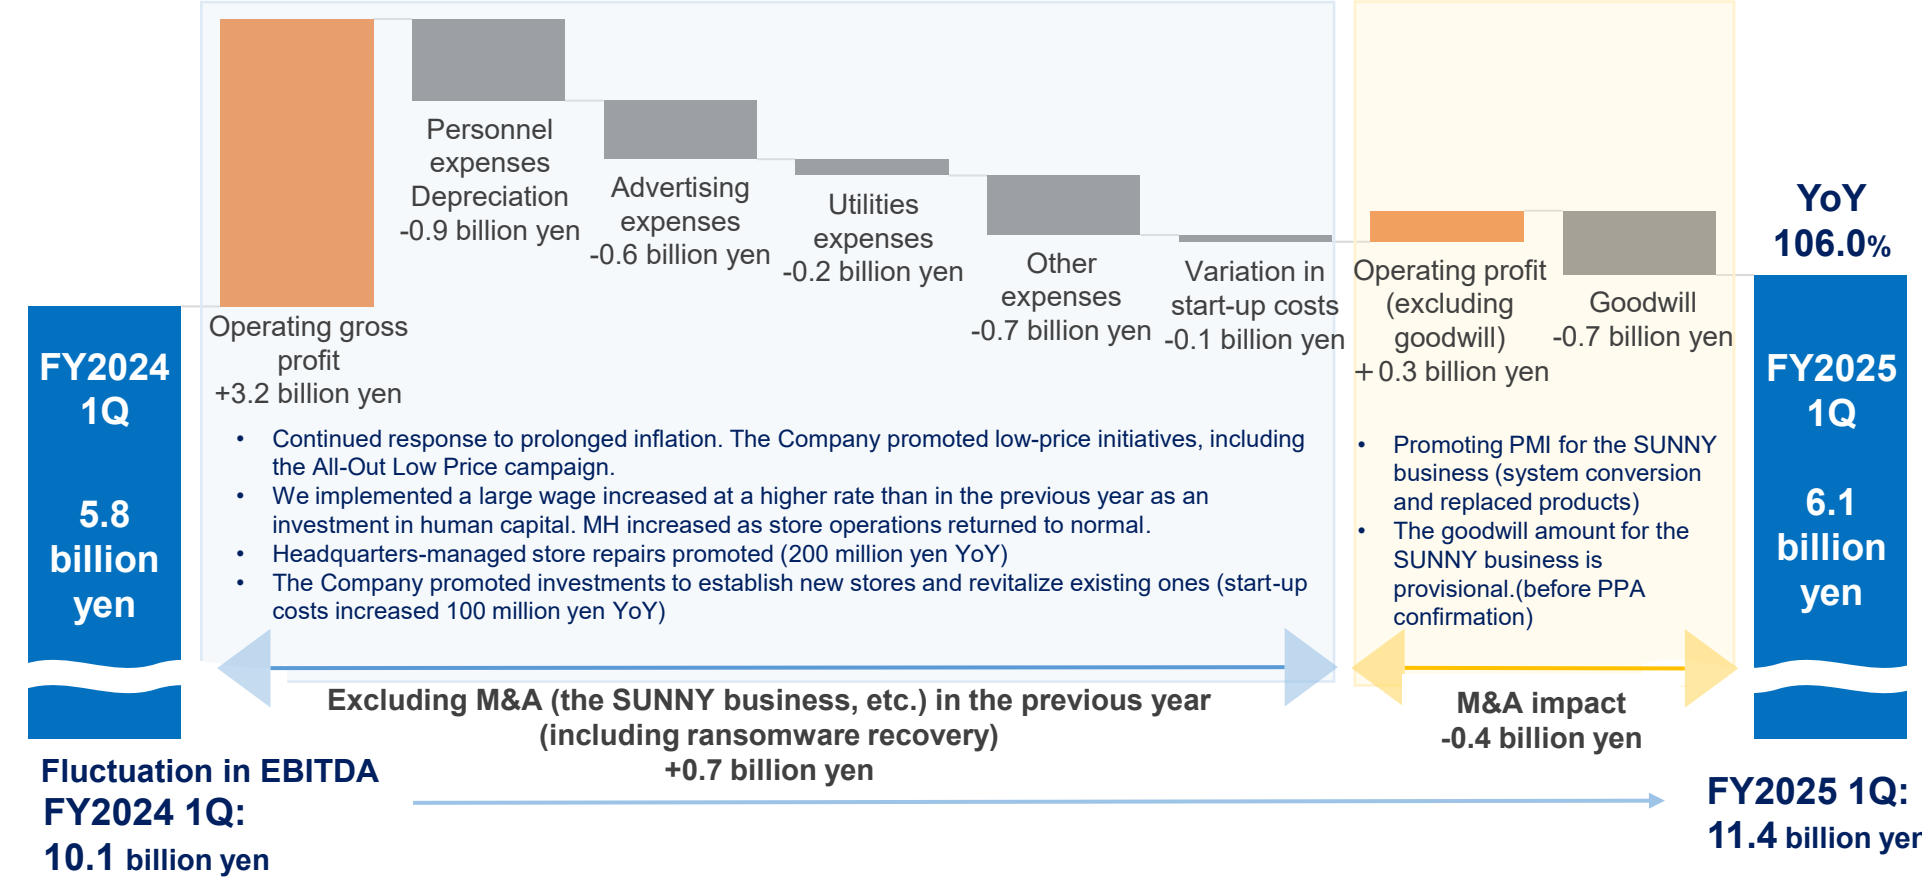 FY2024
1Q
5.8
billion
yen
Operating gross
profit
+3.2 billion yen
Personnel
expenses
Depreciation
-0.9 billion yen
Advertising
expenses
-0.6 billion yen
Utilities
expenses
-0.2 billion yen
Other
expenses
-0.7 billion yen
Variation in
start-up costs
-0.1 billion yen
Operating profit
(excluding
goodwill)
+0.3 billion yen
Goodwill
-0.7 billion yen
YoY
106.0%
FY2025
1Q
6.1
billion
yen
• Continued response to prolonged inflation. The Company promoted low-price initiatives, including
the All-Out Low Price campaign.
• We implemented a large wage increased at a higher rate than in the previous year as an
investment in human capital. MH increased as store operations returned to normal.
• Headquarters-managed store repairs promoted (200 million yen YoY)
• The Company promoted investments to establish new stores and revitalize existing ones (start-up
costs increased 100 million yen YoY)
• Promoting PMI for the SUNNY
business (system conversion
and replaced products)
• The goodwill amount for the
SUNNY business is
provisional.(before PPA
confirmation)
Excluding M&A (the SUNNY business, etc.) in the previous year
(including ransomware recovery)
+0.7 billion yen
M&A impact
-0.4 billion yen
Fluctuation in EBITDA
FY2024 1Q:
10.1 billion yen
FY2025 1Q:
11.4 billion yen